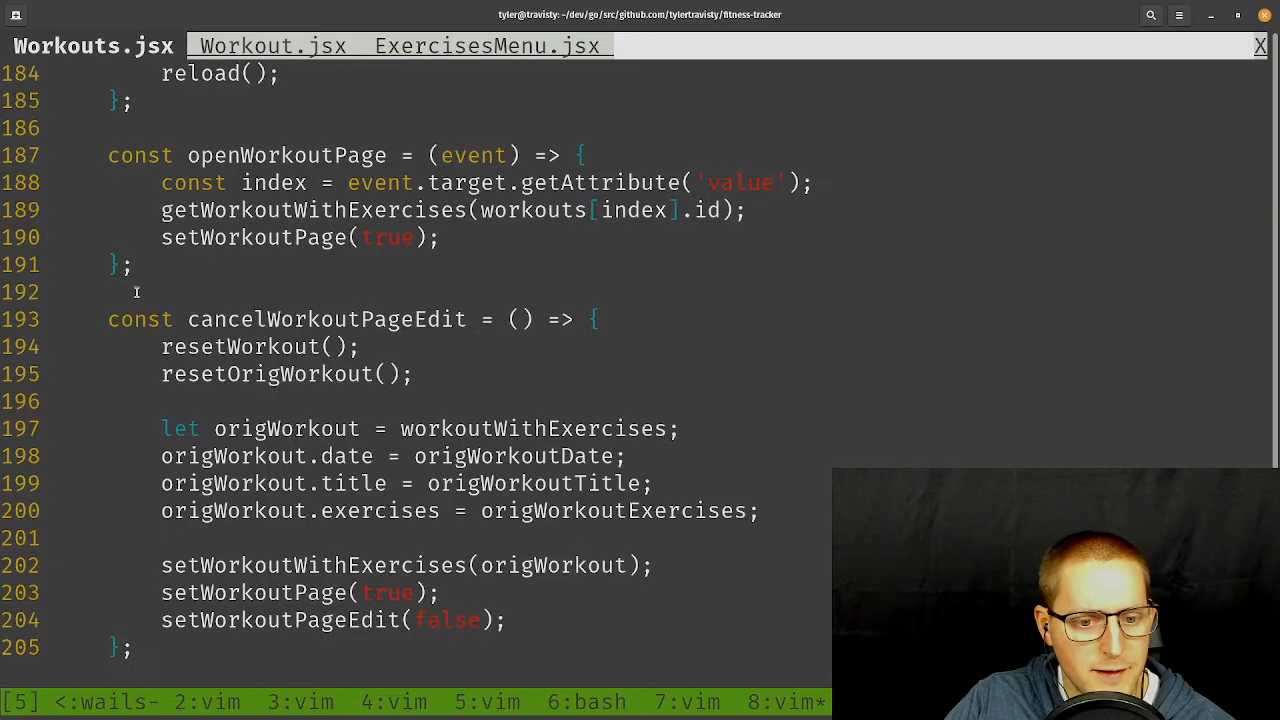 tyler@travisty: ~/dev/go/src/github.com/tylertravisty/fitness-tracker
Workouts.jsx Workout.jsx ExercisesMenu.jsx X
184 reload();
185 };
186
187 const openWorkoutPage = (event) => {
188 const index = event.target.getAttribute('value');
189 getWorkoutWithExercises(workouts[index].id);
190 setWorkoutPage(true);
191 };
192
193 const cancelWorkoutPageEdit = () => {
194 resetWorkout();
195 resetOrigWorkout();
196
197 let origWorkout = workoutWithExercises;
198 origWorkout.date = origWorkoutDate;
199 origWorkout.title = origWorkoutTitle;
200 origWorkout.exercises = origWorkoutExercises;
201
202 setWorkoutWithExercises(origWorkout);
203 setWorkoutPage(true);
204 setWorkoutPageEdit(false);
205 };
[5] <:wails- 2:vim 3:vim 4:vim 5:vim 6:bash 7:vim 8:vim*